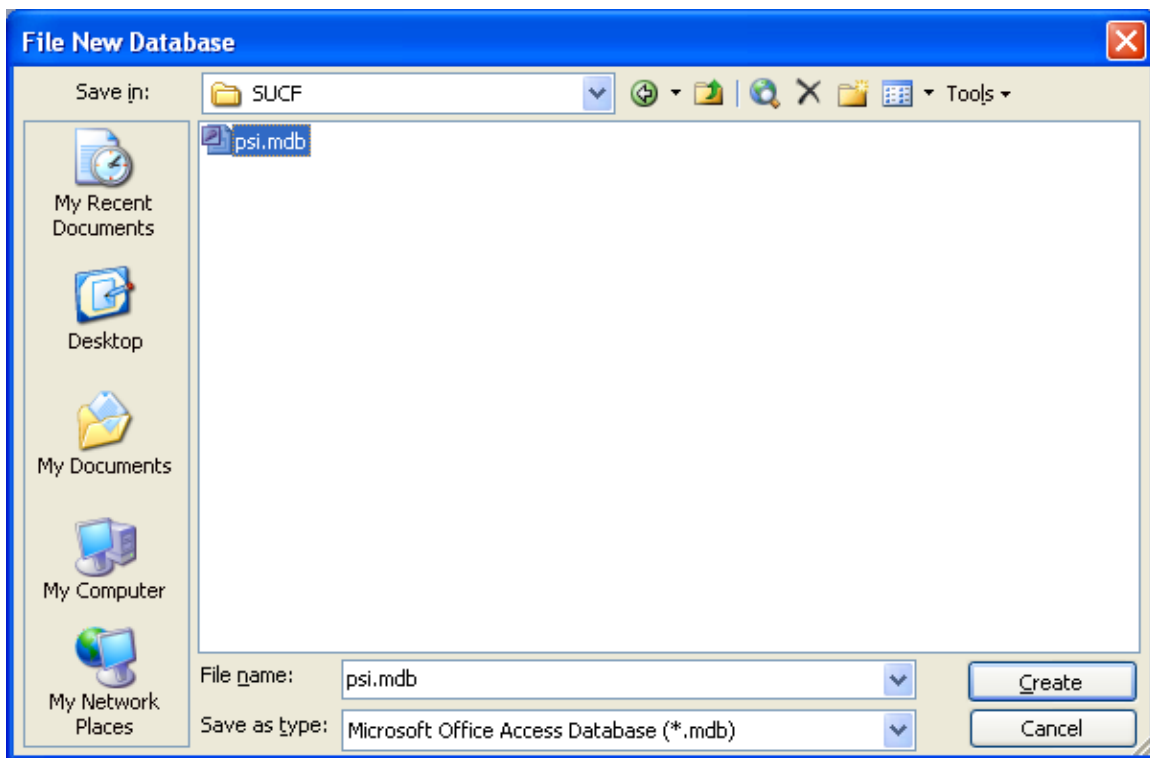 File New Database
Save in:
SUCF
Tools
psi.mdb
My Recent
Documents
Desktop
My Documents
My Computer
My Network
Places
File name:
psi.mdb
Create
Save as type:
Microsoft Office Access Database (*.mdb)
Cancel